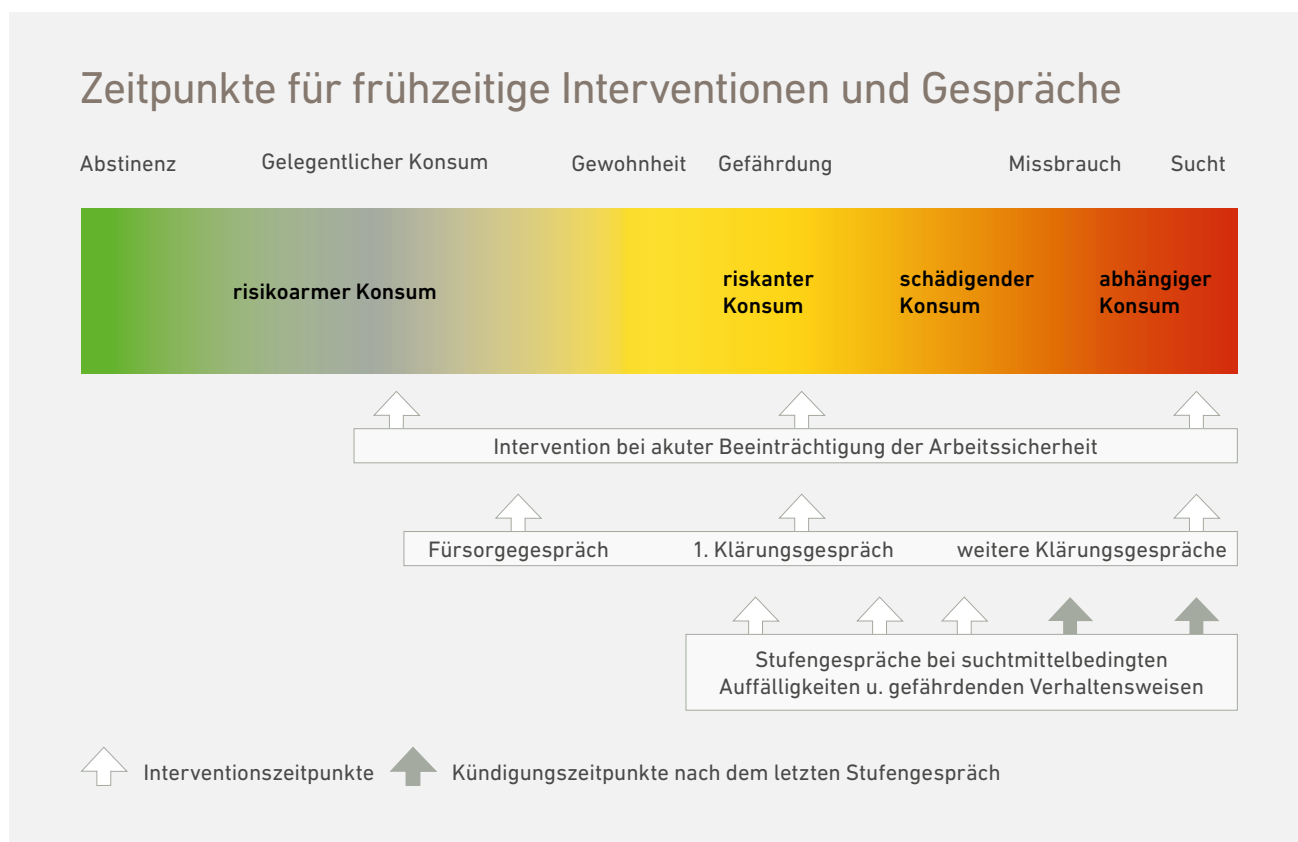 Zeitpunkte für frühzeitige Interventionen und Gespräche
Abstinenz Gelegentlicher Konsum Gewohnheit Gefährdung Missbrauch Sucht
risikoarmer Konsum
riskanter
Konsum
schädigender
Konsum
abhängiger
Konsum
Intervention bei akuter Beeinträchtigung der Arbeitssicherheit
Fürsorgegespräch 1. Klärungsgespräch weitere Klärungsgespräche
Stufengespräche bei suchtmittelbedingten
Auffälligkeiten u. gefährdenden Verhaltensweisen
Interventionszeitpunkte Kündigungszeitpunkte nach dem letzten Stufengespräch